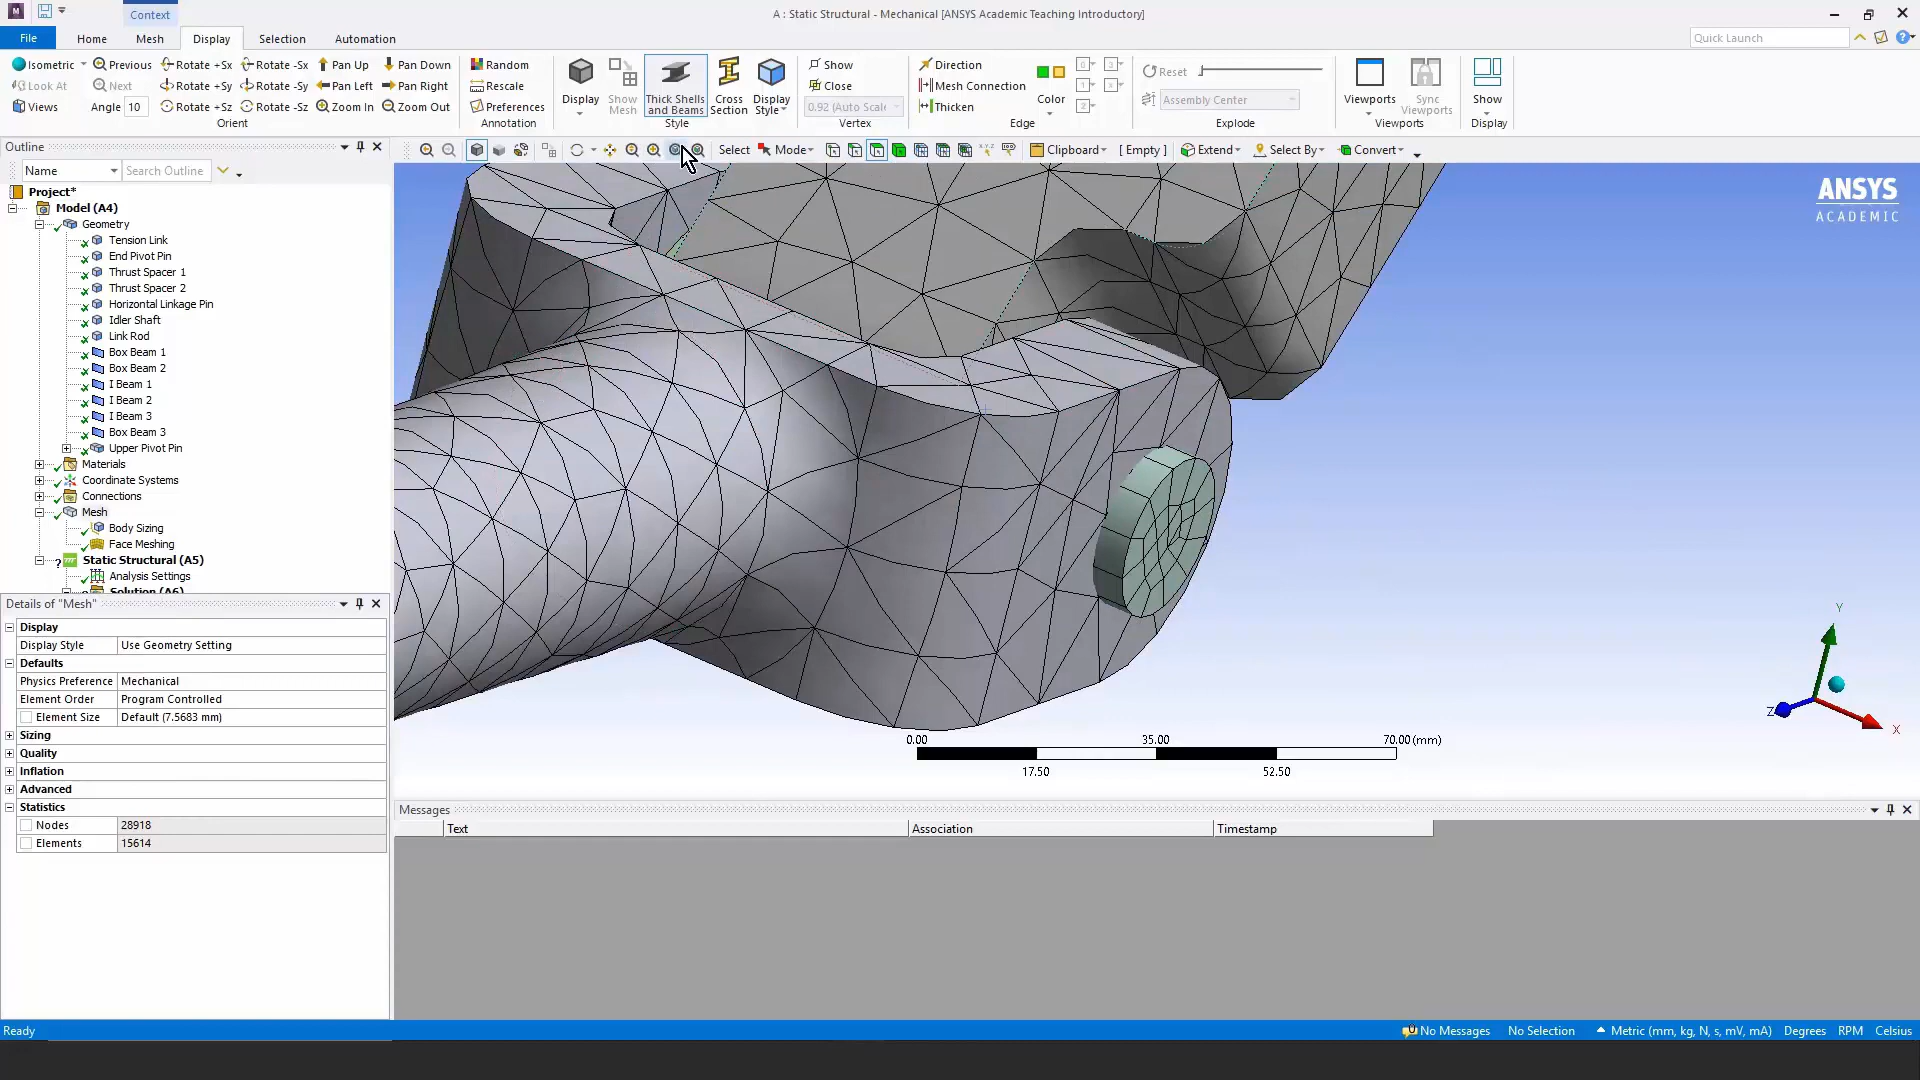 Context
A : Static Structural - Mechanical [ANSYS Academic Teaching Introductory]
File Home Mesh Display Selection Automation
Quick Launch
Isometric Previous Rotate +Sx Rotate -Sx Pan Up Pan Down
Look At Next Rotate +Sy Rotate -Sy Pan Left Pan Right
Views Angle 10 Rotate +Sz Rotate -Sz Zoom In Zoom Out
Orient
Random
Rescale
Preferences
Annotation
Display
Show Mesh
Thick Shells and Beams
Cross Section
Display Style
Style
Show
Close
0.92 (Auto Scale
Vertex
Direction
Mesh Connection
Thicken
Color
Edge
Reset
Assembly Center
Explode
Viewports
Sync Viewports
Viewports
Show
Display
Outline
Name Search Outline
Select Mode Clipboard [ Empty ] Extend Select By Convert
Project*
Model (A4)
Geometry
Tension Link
End Pivot Pin
Thrust Spacer 1
Thrust Spacer 2
Horizontal Linkage Pin
Idler Shaft
Link Rod
Box Beam 1
Box Beam 2
I Beam 1
I Beam 2
I Beam 3
Box Beam 3
Upper Pivot Pin
Materials
Coordinate Systems
Connections
Mesh
Body Sizing
Face Meshing
Static Structural (A5)
Analysis Settings
Solution (A6)
Details of "Mesh"
Display
Display Style Use Geometry Setting
Defaults
Physics Preference Mechanical
Element Order Program Controlled
Element Size Default (7.5683 mm)
Sizing
Quality
Inflation
Advanced
Statistics
Nodes 28918
Elements 15614
ANSYS
ACADEMIC
Y
Z
X
0.00 35.00 70.00 (mm)
17.50 52.50
Messages
Text Association Timestamp
Ready No Messages No Selection Metric (mm, kg, N, s, mV, mA) Degrees RPM Celsius